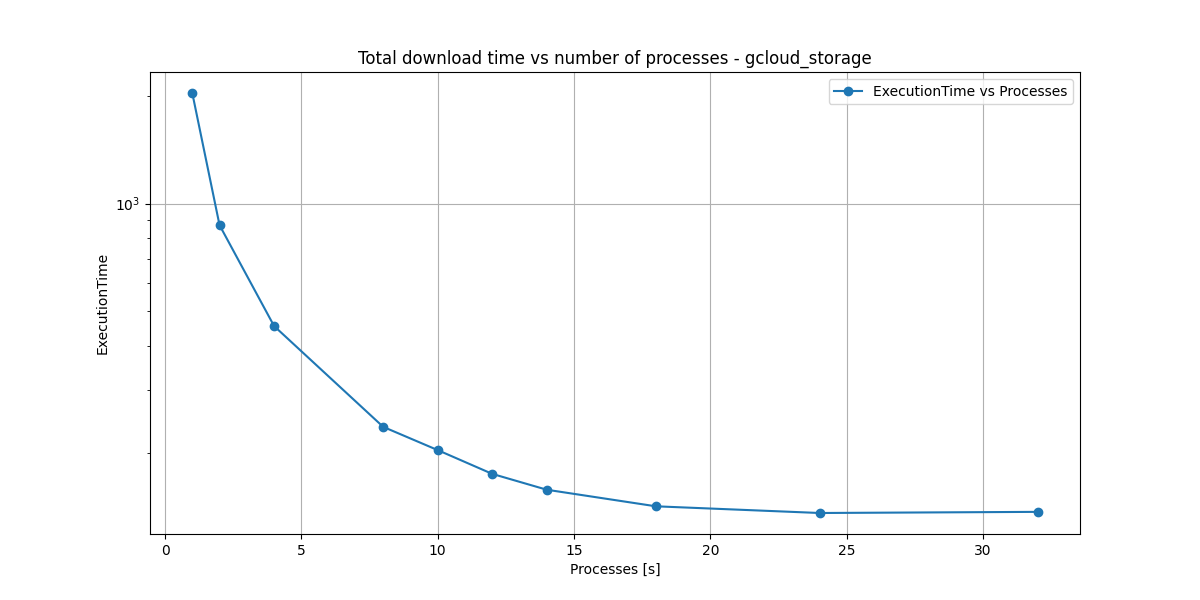 Total download time vs number of processes - gcloud_storage
ExecutionTime vs Processes
10³
ExecutionTime
0 5 10 15 20 25 30
Processes [s]